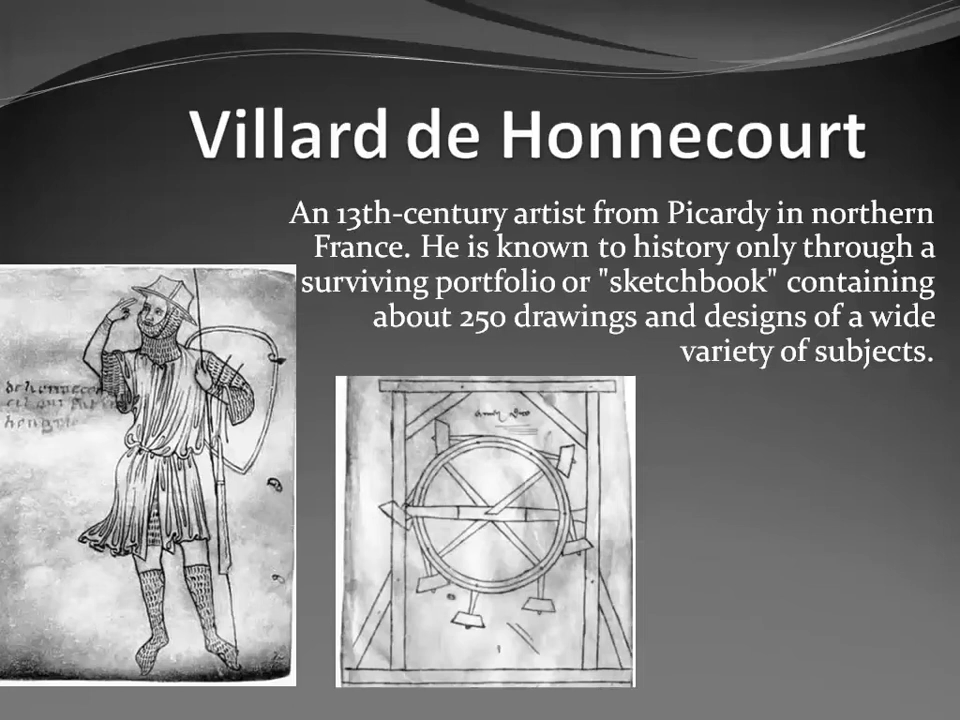 Villard de Honnecourt
An 13th-century artist from Picardy in northern
France. He is known to history only through a
surviving portfolio or "sketchbook" containing
about 250 drawings and designs of a wide
variety of subjects.